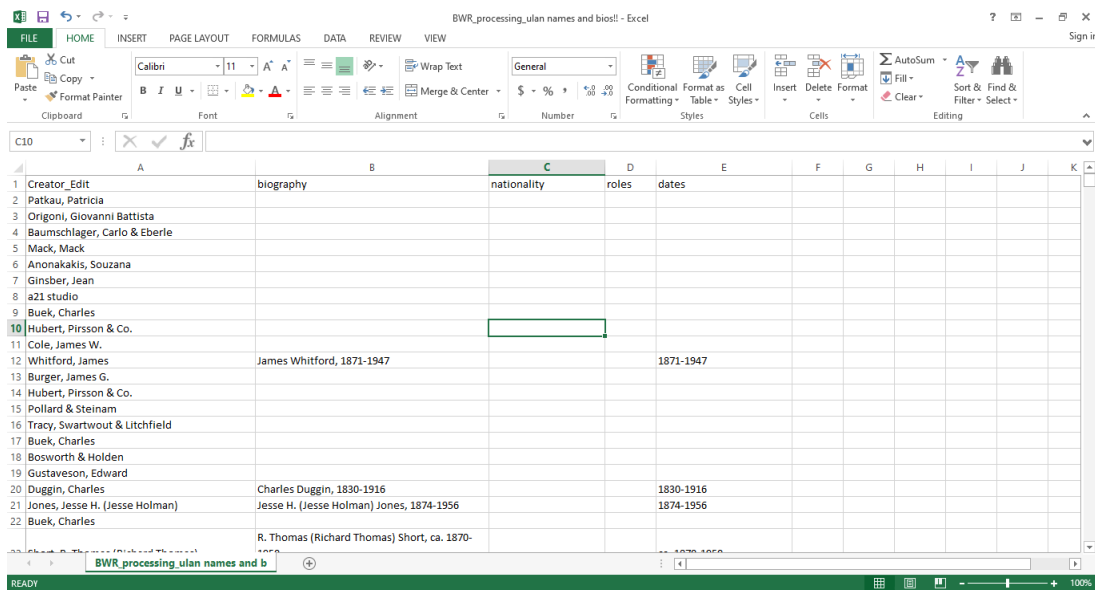 BWR_processing_ulan names and bios!! - Excel
?
FILE HOME INSERT PAGE LAYOUT FORMULAS DATA REVIEW VIEW Sign in
Paste Cut Copy Format Painter Clipboard
Calibri 11 A A B I U A Font
Wrap Text Merge & Center Alignment
General $ % , .0 .00 .00 .0 Number
Conditional Formatting Format as Table Cell Styles Styles
Insert Delete Format Cells
AutoSum Fill Clear Sort & Filter Find & Select Editing
C10 fx
A B C D E F G H I J K
1 Creator_Edit biography nationality roles dates
2 Patkau, Patricia
3 Origoni, Giovanni Battista
4 Baumschlager, Carlo & Eberle
5 Mack, Mack
6 Anonakakis, Souzana
7 Ginsber, Jean
8 a21 studio
9 Buek, Charles
10 Hubert, Pirsson & Co.
11 Cole, James W.
12 Whitford, James James Whitford, 1871-1947 1871-1947
13 Burger, James G.
14 Hubert, Pirsson & Co.
15 Pollard & Steinam
16 Tracy, Swartwout & Litchfield
17 Buek, Charles
18 Bosworth & Holden
19 Gustaveson, Edward
20 Duggin, Charles Charles Duggin, 1830-1916 1830-1916
21 Jones, Jesse H. (Jesse Holman) Jesse H. (Jesse Holman) Jones, 1874-1956 1874-1956
22 Buek, Charles
R. Thomas (Richard Thomas) Short, ca. 1870-
BWR_processing_ulan names and b
READY 100%